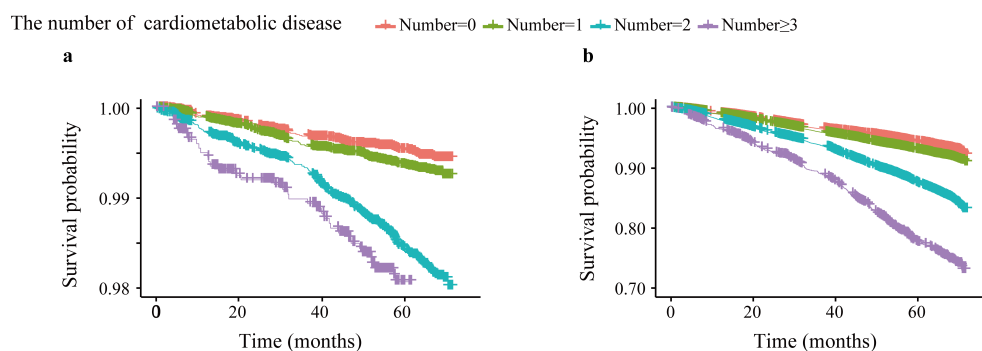 The number of cardiometabolic disease
Number=0 Number=1 Number=2 Number≥3
a
Survival probability
1.00
0.99
0.98
0 20 40 60
Time (months)
b
Survival probability
1.00
0.90
0.80
0.70
0 20 40 60
Time (months)